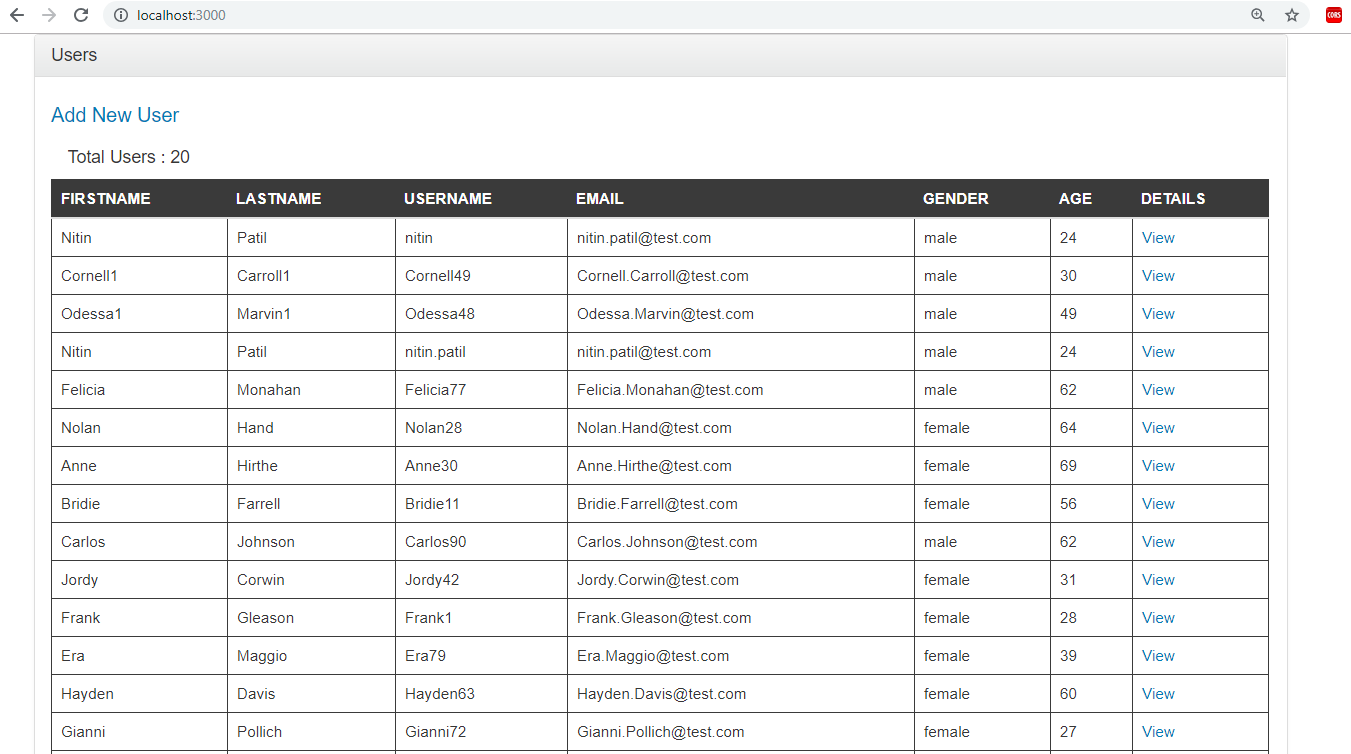 localhost:3000
CORS
Users
Add New User
Total Users : 20
FIRSTNAME LASTNAME USERNAME EMAIL GENDER AGE DETAILS
Nitin Patil nitin nitin.patil@test.com male 24 View
Cornell1 Carroll1 Cornell49 Cornell.Carroll@test.com male 30 View
Odessa1 Marvin1 Odessa48 Odessa.Marvin@test.com male 49 View
Nitin Patil nitin.patil nitin.patil@test.com male 24 View
Felicia Monahan Felicia77 Felicia.Monahan@test.com male 62 View
Nolan Hand Nolan28 Nolan.Hand@test.com female 64 View
Anne Hirthe Anne30 Anne.Hirthe@test.com female 69 View
Bridie Farrell Bridie11 Bridie.Farrell@test.com female 56 View
Carlos Johnson Carlos90 Carlos.Johnson@test.com male 62 View
Jordy Corwin Jordy42 Jordy.Corwin@test.com female 31 View
Frank Gleason Frank1 Frank.Gleason@test.com female 28 View
Era Maggio Era79 Era.Maggio@test.com female 39 View
Hayden Davis Hayden63 Hayden.Davis@test.com female 60 View
Gianni Pollich Gianni72 Gianni.Pollich@test.com female 27 View